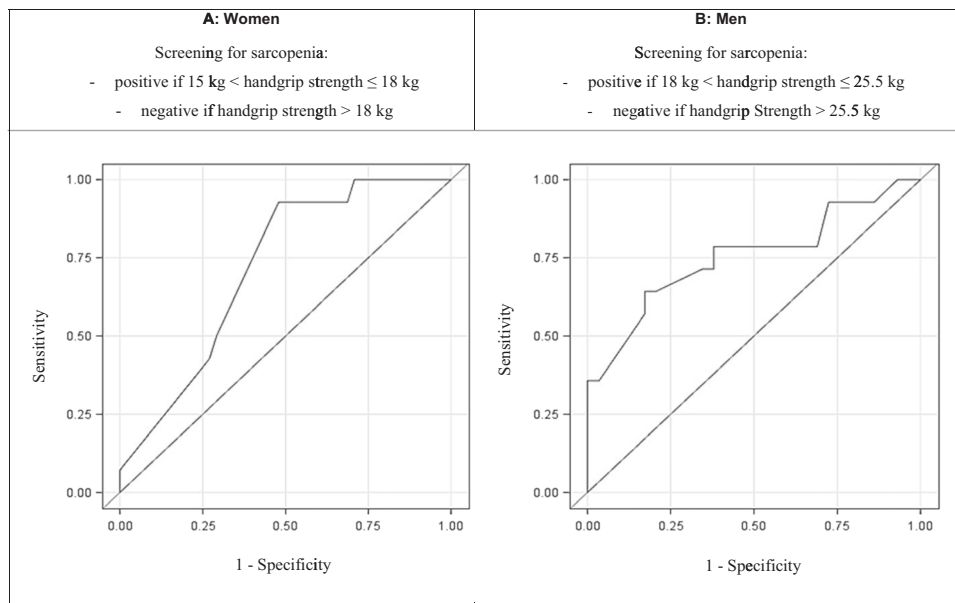 A: Women
Screening for sarcopenia:
- positive if 15 kg < handgrip strength ≤ 18 kg
- negative if handgrip strength > 18 kg
B: Men
Screening for sarcopenia:
- positive if 18 kg < handgrip strength ≤ 25.5 kg
- negative if handgrip Strength > 25.5 kg
Sensitivity
1.00
0.75
0.50
0.25
0.00
0.00 0.25 0.50 0.75 1.00
1 - Specificity
Sensitivity
1.00
0.75
0.50
0.25
0.00
0.00 0.25 0.50 0.75 1.00
1 - Specificity